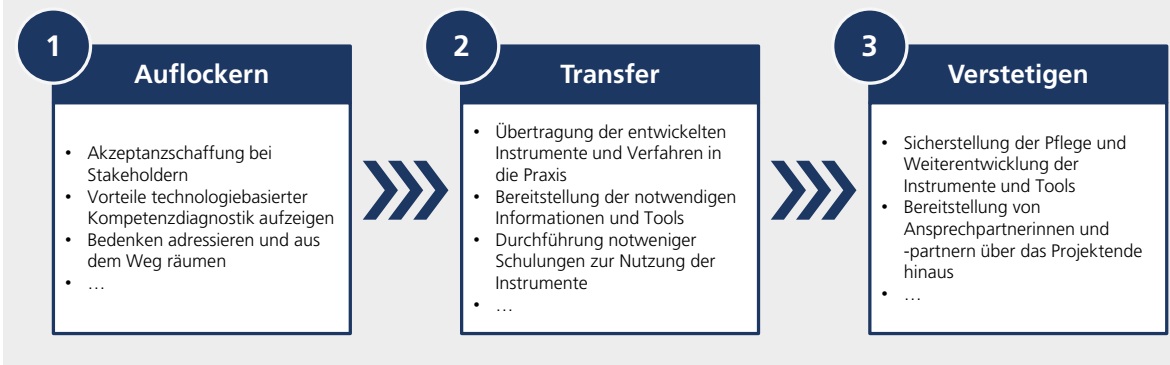 1
Auflockern
• Akzeptanzschaffung bei
Stakeholdern
• Vorteile technologiebasierter
Kompetenzdiagnostik aufzeigen
• Bedenken adressieren und aus
dem Weg räumen
• …
2
Transfer
• Übertragung der entwickelten
Instrumente und Verfahren in
die Praxis
• Bereitstellung der notwendigen
Informationen und Tools
• Durchführung notweniger
Schulungen zur Nutzung der
Instrumente
• …
3
Verstetigen
• Sicherstellung der Pflege und
Weiterentwicklung der
Instrumente und Tools
• Bereitstellung von
Ansprechpartnerinnen und
-partnern über das Projektende
hinaus
• …